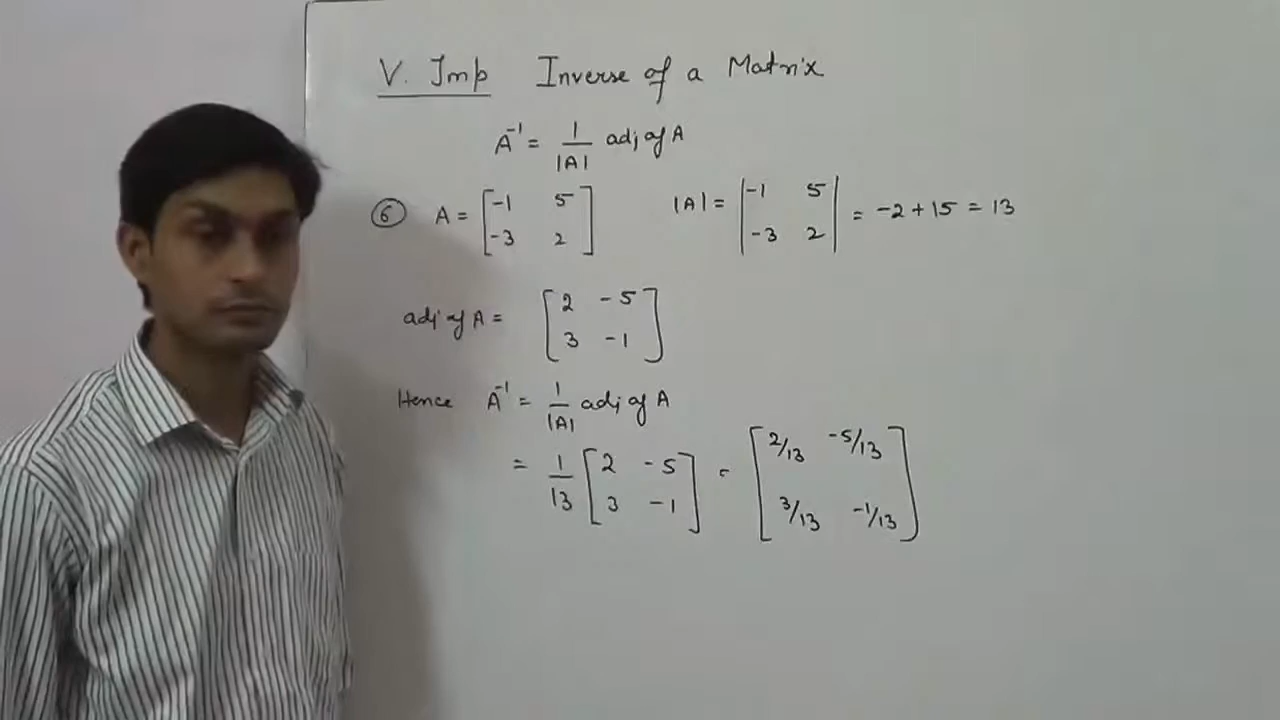 V. Imp Inverse of a Matrix
A⁻¹ = 1/|A| adj of A
⑥ A = [-1 5; -3 2] |A| = |-1 5; -3 2| = -2 + 15 = 13
adj of A = [2 -5; 3 -1]
Hence A⁻¹ = 1/|A| adj of A
= 1/13 [2 -5; 3 -1] = [2/13 -5/13; 3/13 -1/13]